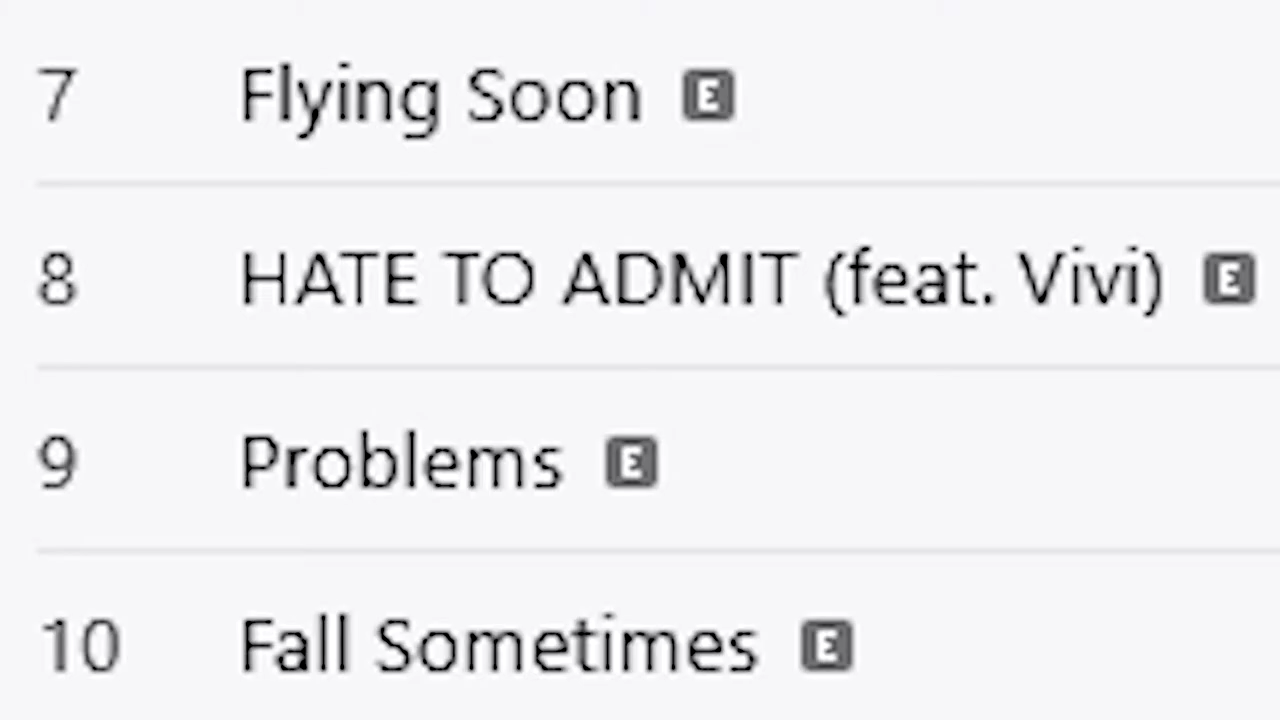 7 Flying Soon E
8 HATE TO ADMIT (feat. Vivi) E
9 Problems E
10 Fall Sometimes E